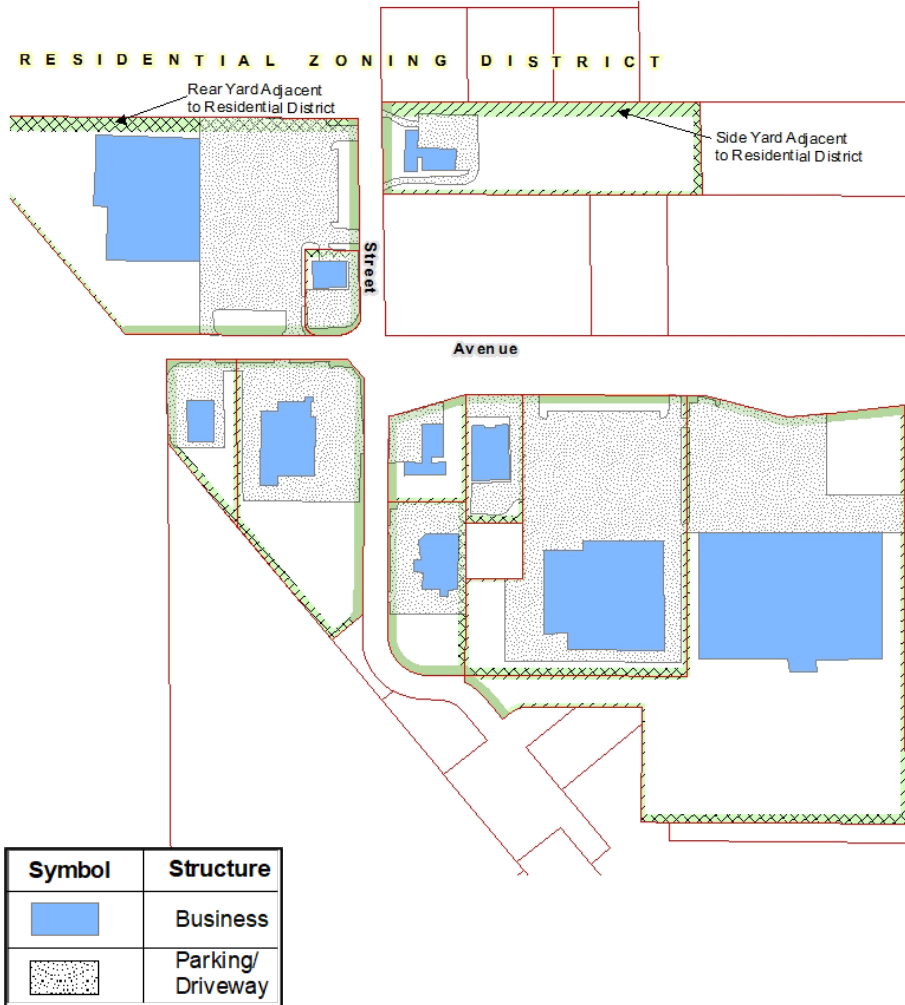 RESIDENTIAL ZONING DISTRICT
Rear Yard Adjacent
to Residential District
Side Yard Adjacent
to Residential District
Street
Avenue
Symbol Structure
Business
Parking/
Driveway